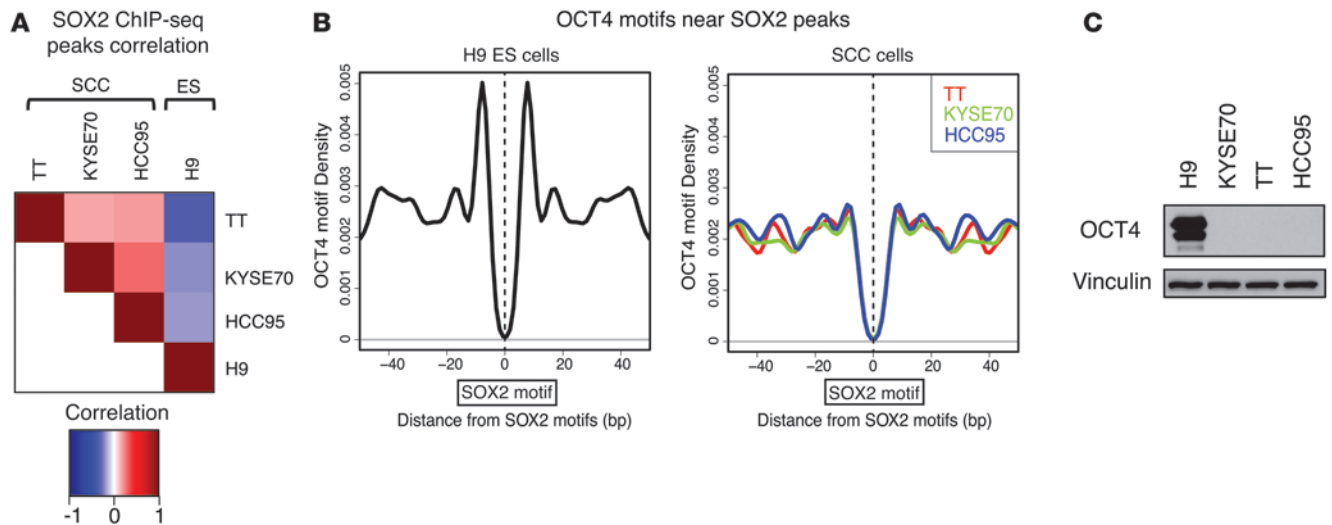 A
SOX2 ChIP-seq
peaks correlation
SCC
ES
TT
KYSE70
HCC95
H9
TT
KYSE70
HCC95
H9
Correlation
-1 0 1
B
OCT4 motifs near SOX2 peaks
H9 ES cells
OCT4 motif Density
0.005
0.004
0.003
0.002
0.001
0
−40 −20 0 20 40
SOX2 motif
Distance from SOX2 motifs (bp)
SCC cells
TT
KYSE70
HCC95
OCT4 motif Density
0.005
0.004
0.003
0.002
0.001
0
−40 −20 0 20 40
SOX2 motif
Distance from SOX2 motifs (bp)
C
H9
KYSE70
TT
HCC95
OCT4
Vinculin